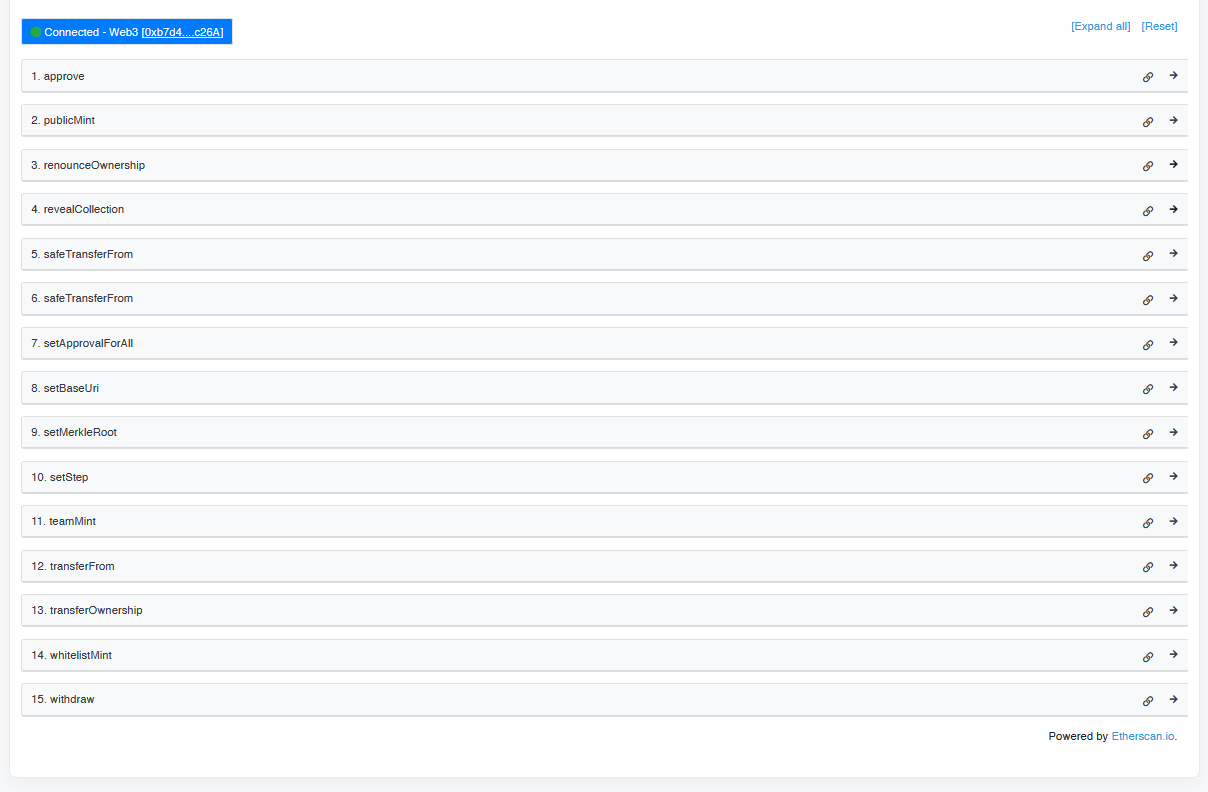 Connected - Web3 [0xb7d4....c26A]
[Expand all] [Reset]
1. approve
2. publicMint
3. renounceOwnership
4. revealCollection
5. safeTransferFrom
6. safeTransferFrom
7. setApprovalForAll
8. setBaseUri
9. setMerkleRoot
10. setStep
11. teamMint
12. transferFrom
13. transferOwnership
14. whitelistMint
15. withdraw
Powered by Etherscan.io.